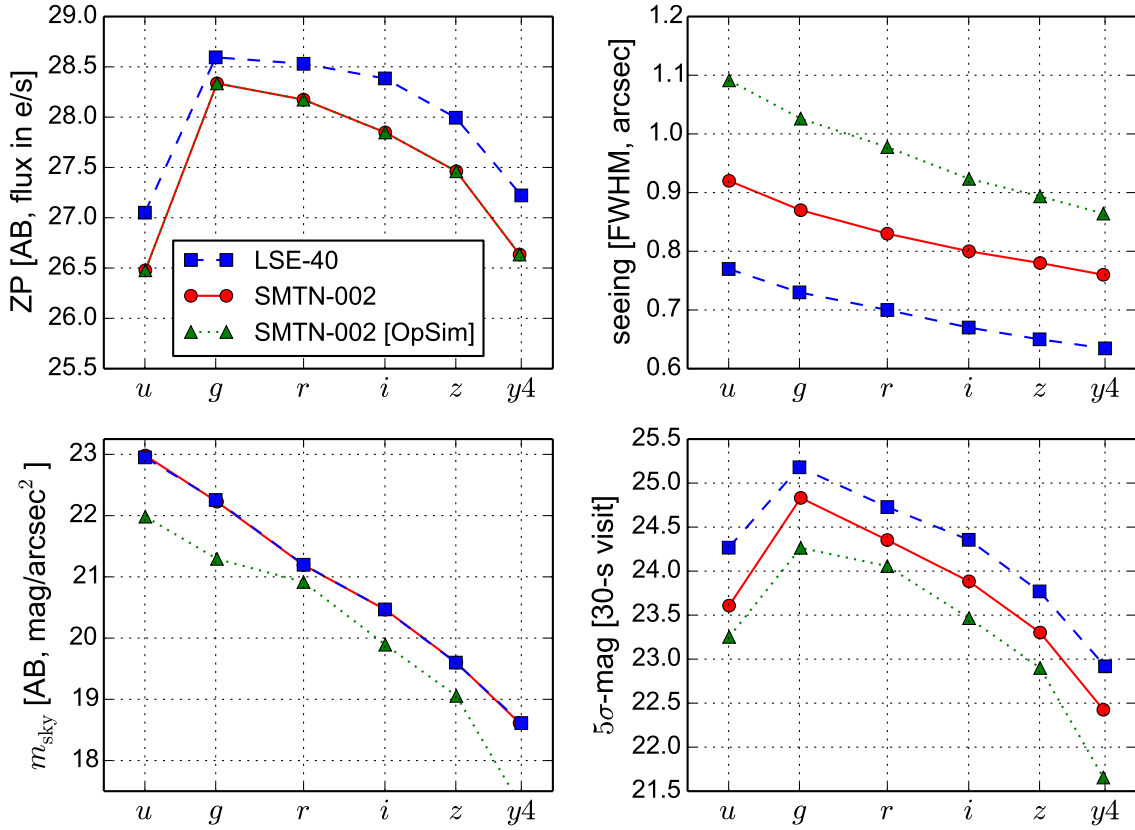 ZP [AB, flux in e/s]
29.0
28.5
28.0
27.5
27.0
26.5
26.0
25.5
LSE-40
SMTN-002
SMTN-002 [OpSim]
u g r i z y4
seeing [FWHM, arcsec]
1.2
1.1
1.0
0.9
0.8
0.7
0.6
u g r i z y4
m_sky [AB, mag/arcsec²]
23
22
21
20
19
18
u g r i z y4
5σ-mag [30-s visit]
25.5
25.0
24.5
24.0
23.5
23.0
22.5
22.0
21.5
u g r i z y4